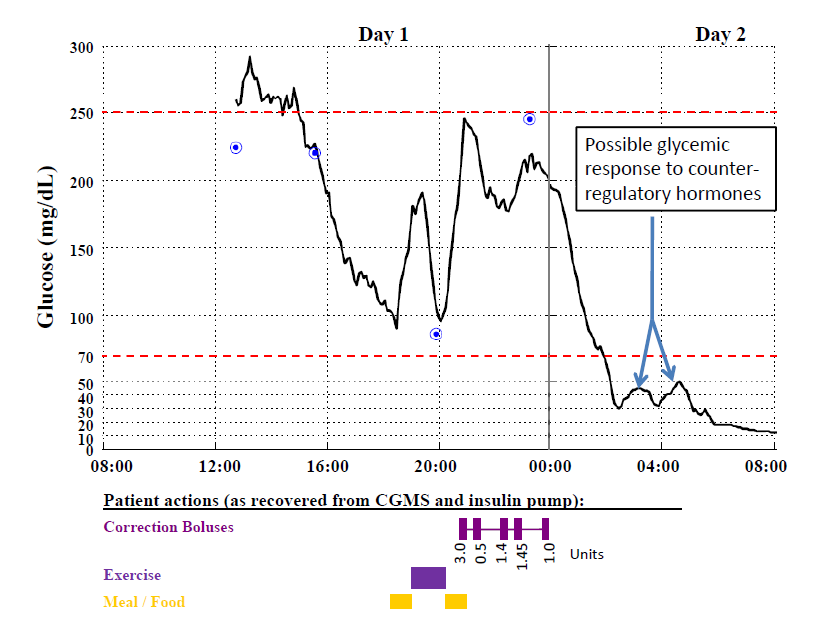 Day 1
Day 2
300
250
200
150
100
70
50
40
30
20
10
0
Glucose (mg/dL)
Possible glycemic
response to counter-
regulatory hormones
08:00
12:00
16:00
20:00
00:00
04:00
08:00
Patient actions (as recovered from CGMS and insulin pump):
Correction Boluses
3.0
0.5
1.4
1.45
1.0
Units
Exercise
Meal / Food